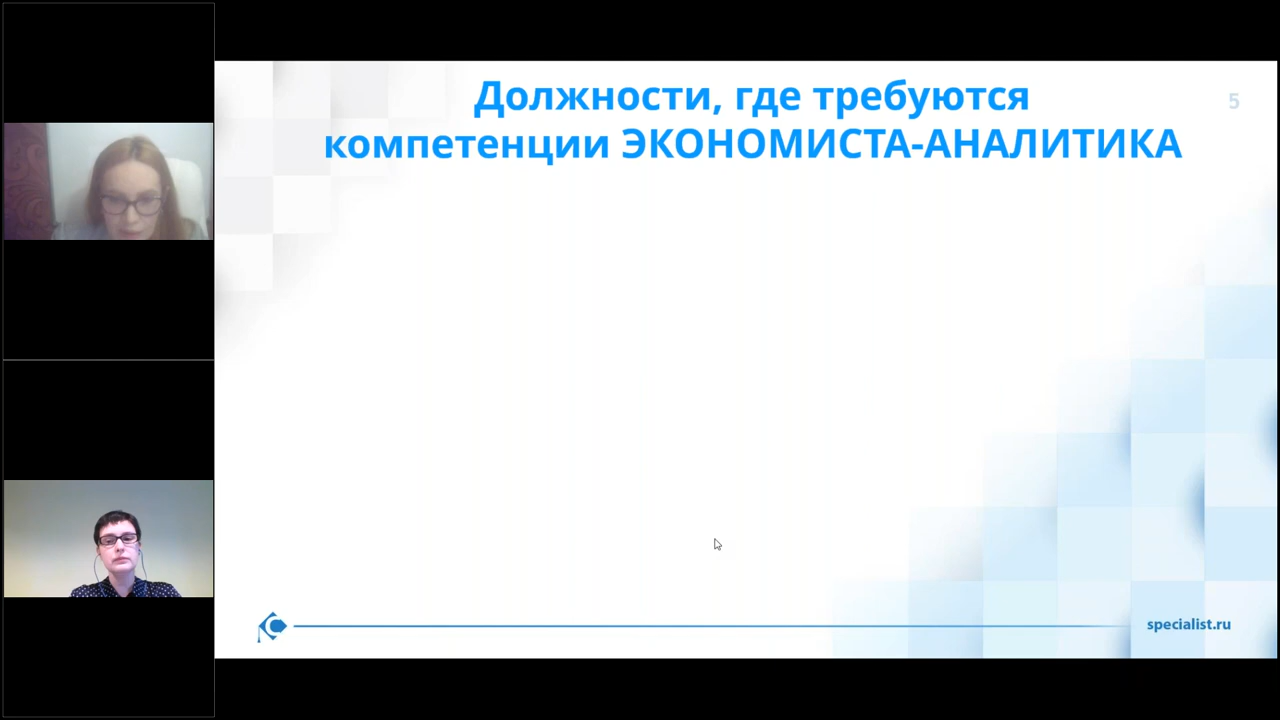 Должности, где требуются
компетенции ЭКОНОМИСТА-АНАЛИТИКА
5
specialist.ru